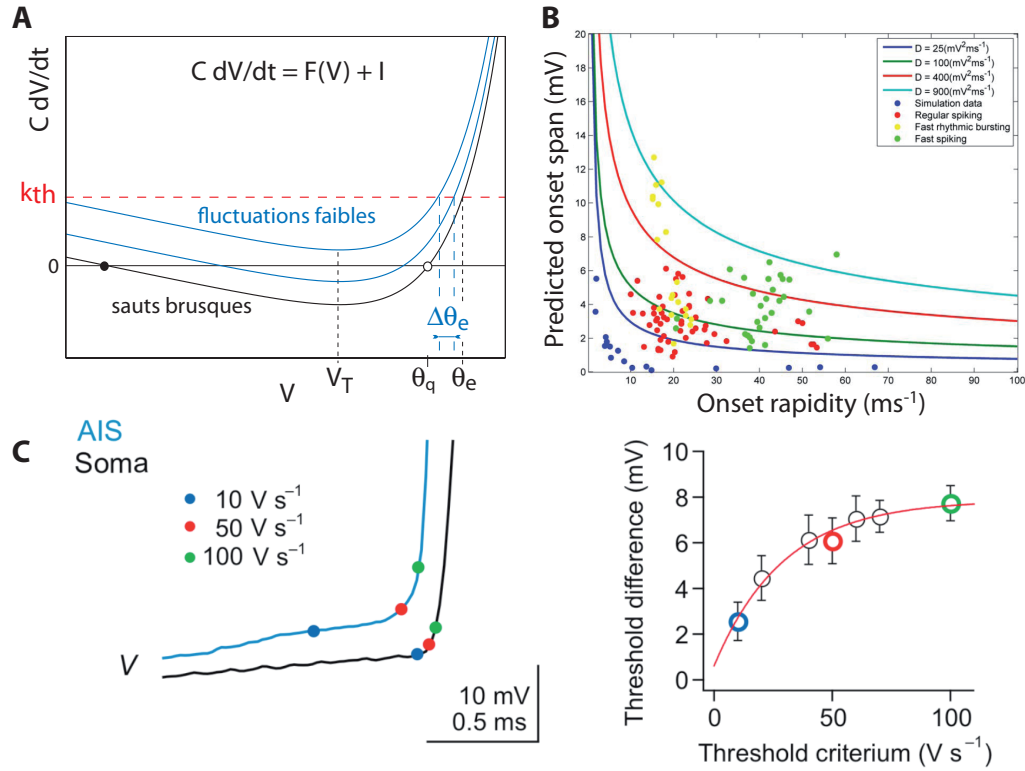 A
C dV/dt
C dV/dt = F(V) + I
kth
fluctuations faibles
0
sauts brusques
Δθe
V
VT
θq
θe
B
Predicted onset span (mV)
20
18
16
14
12
10
8
6
4
2
0
D = 25(mV²ms⁻¹)
D = 100(mV²ms⁻¹)
D = 400(mV²ms⁻¹)
D = 900(mV²ms⁻¹)
Simulation data
Regular spiking
Fast rhythmic bursting
Fast spiking
10 20 30 40 50 60 70 80 90 100
Onset rapidity (ms⁻¹)
C
AIS
Soma
10 V s⁻¹
50 V s⁻¹
100 V s⁻¹
V
10 mV
0.5 ms
Threshold difference (mV)
10
8
6
4
2
0
0 50 100
Threshold criterium (V s⁻¹)